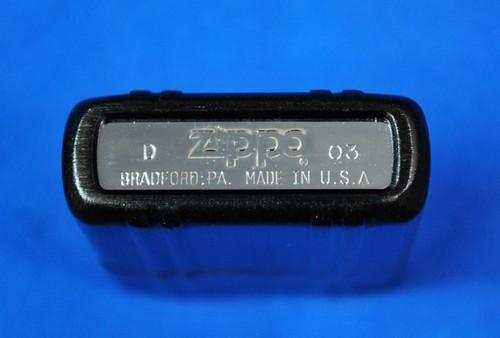 D Zippo® 03
BRADFORD, PA. MADE IN U.S.A